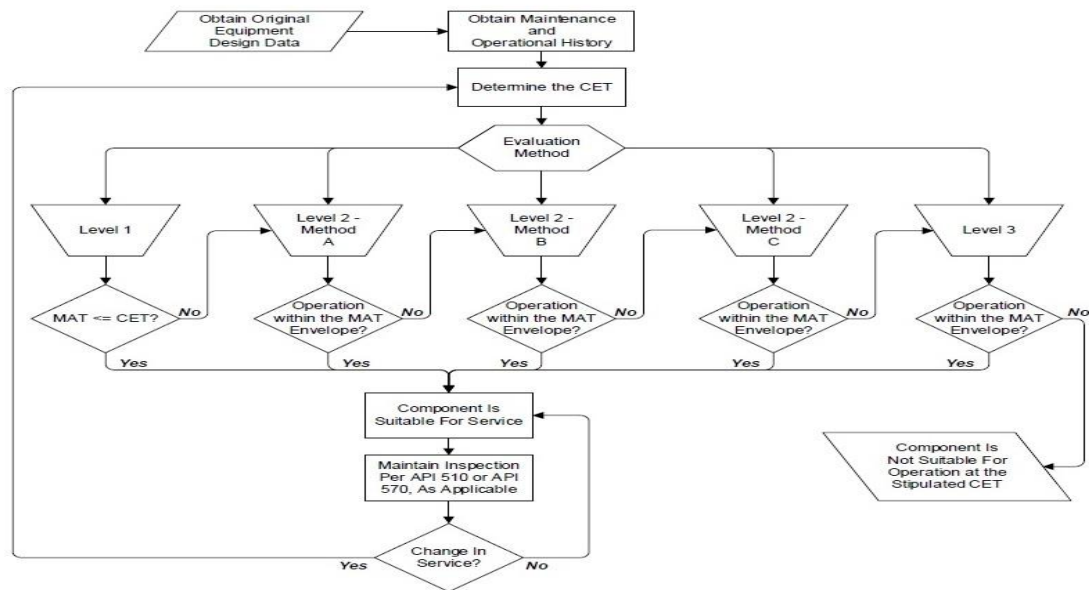 Obtain Original
Equipment
Design Data
Obtain Maintenance
and
Operational History
Determine the CET
Evaluation
Method
Level 1
Level 2 -
Method
A
Level 2 -
Method
B
Level 2 -
Method
C
Level 3
MAT <= CET?
No
Operation
within the MAT
Envelope?
No
Operation
within the MAT
Envelope?
No
Operation
within the MAT
Envelope?
No
Operation
within the MAT
Envelope?
No
Yes
Yes
Yes
Yes
Yes
Component Is
Suitable For Service
Maintain Inspection
Per API 510 or API
570, As Applicable
Component Is
Not Suitable For
Operation at the
Stipulated CET
Change In
Service?
Yes
No